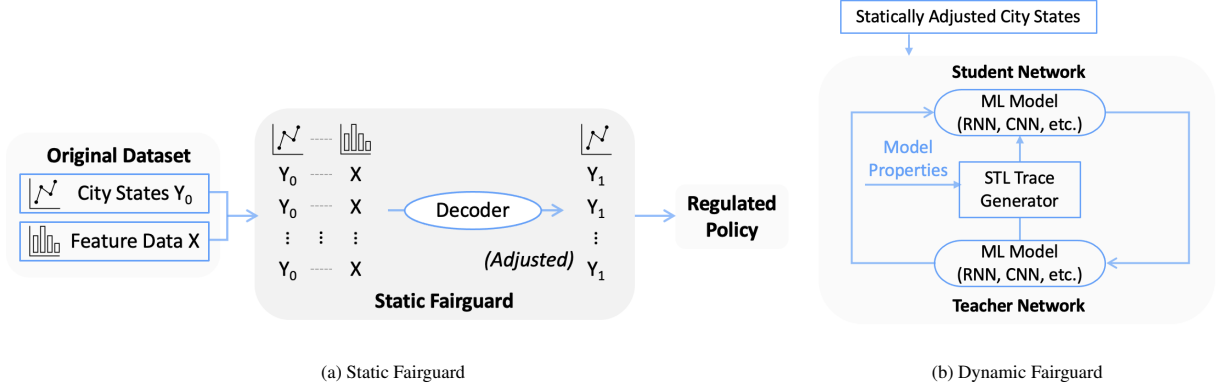 Original Dataset
City States Y0
Feature Data X
Y0 X
Y0 X
Y0 X
Decoder
(Adjusted)
Y1
Y1
Y1
Static Fairguard
Regulated
Policy
(a) Static Fairguard
Statically Adjusted City States
Student Network
ML Model
(RNN, CNN, etc.)
Model
Properties
STL Trace
Generator
ML Model
(RNN, CNN, etc.)
Teacher Network
(b) Dynamic Fairguard